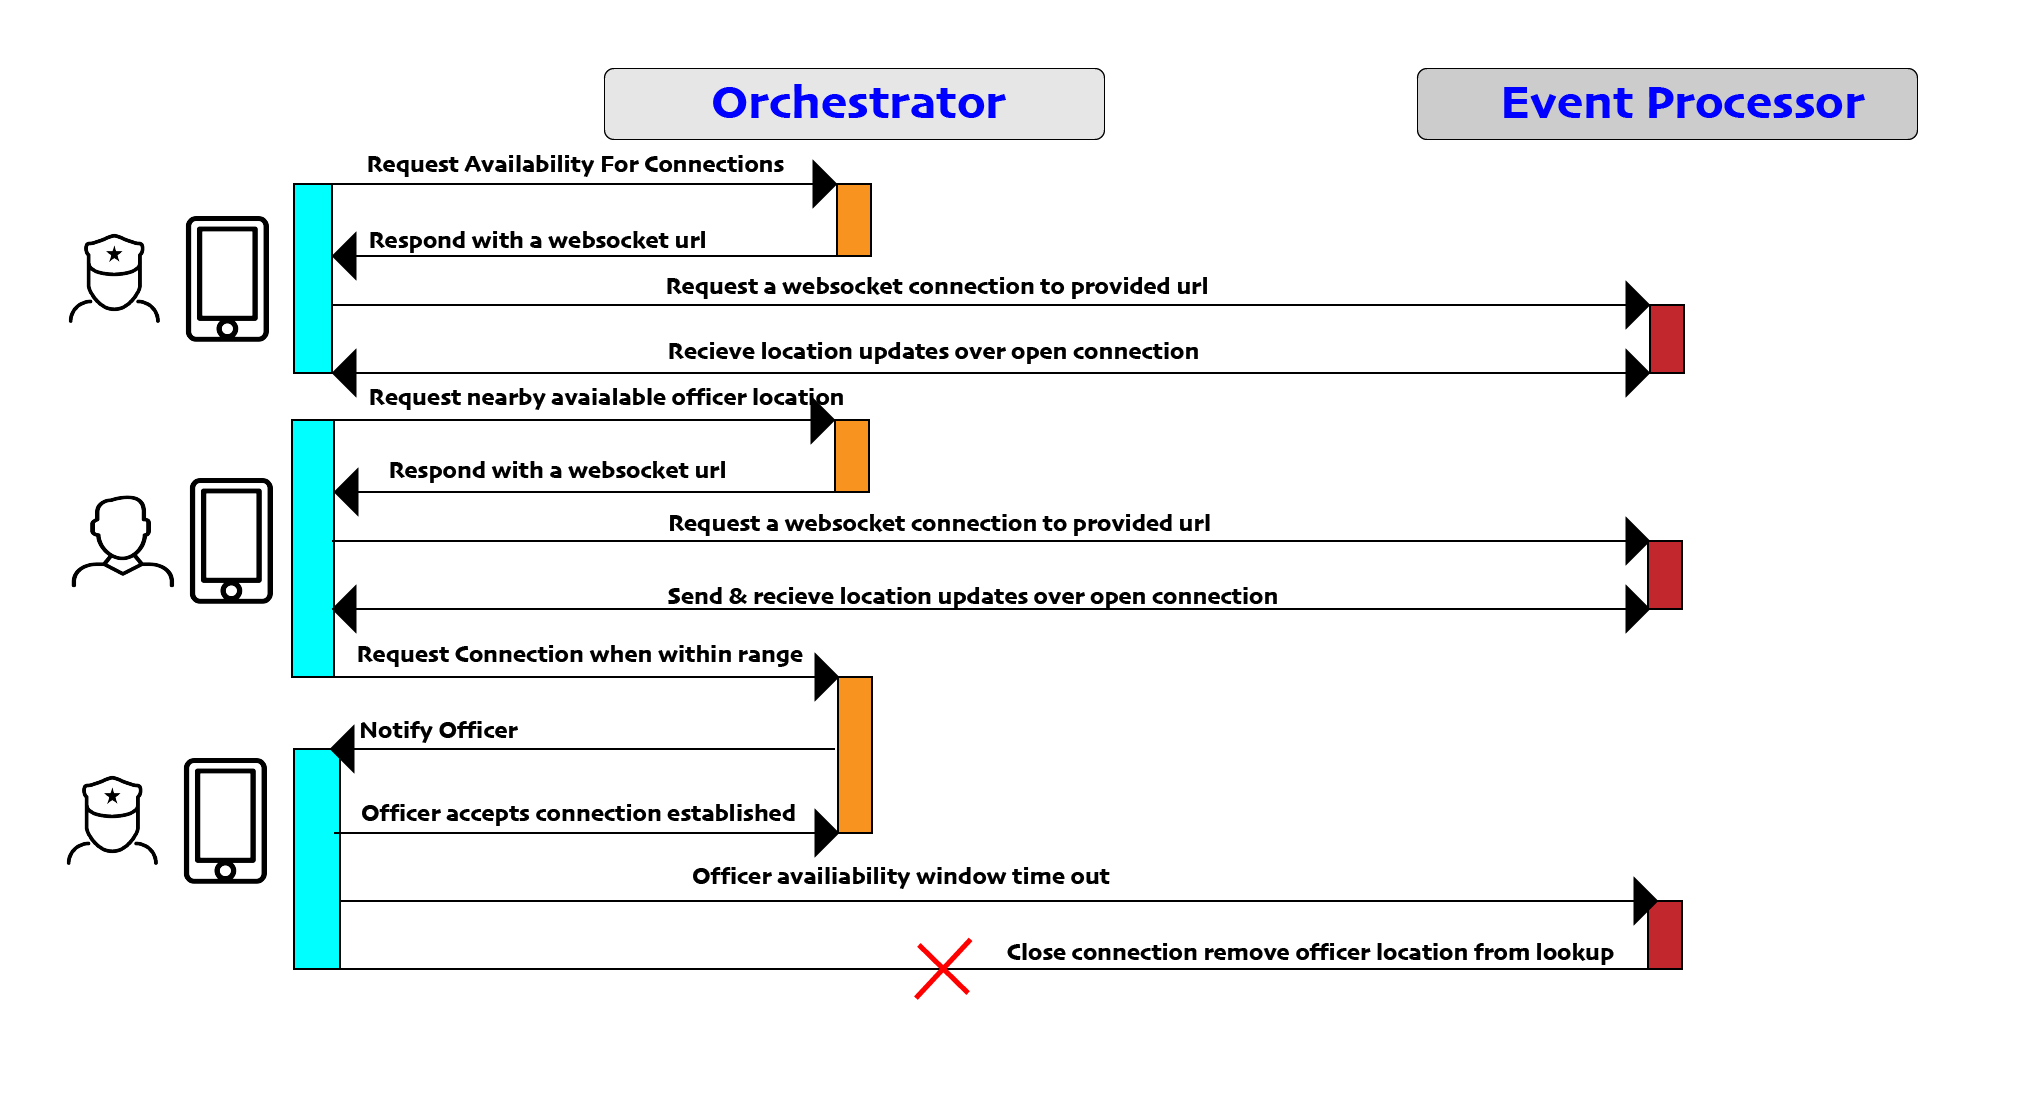 Orchestrator
Event Processor
Request Availability For Connections
Respond with a websocket url
Request a websocket connection to provided url
Recieve location updates over open connection
Request nearby avaialable officer location
Respond with a websocket url
Request a websocket connection to provided url
Send & recieve location updates over open connection
Request Connection when within range
Notify Officer
Officer accepts connection established
Officer availiability window time out
Close connection remove officer location from lookup